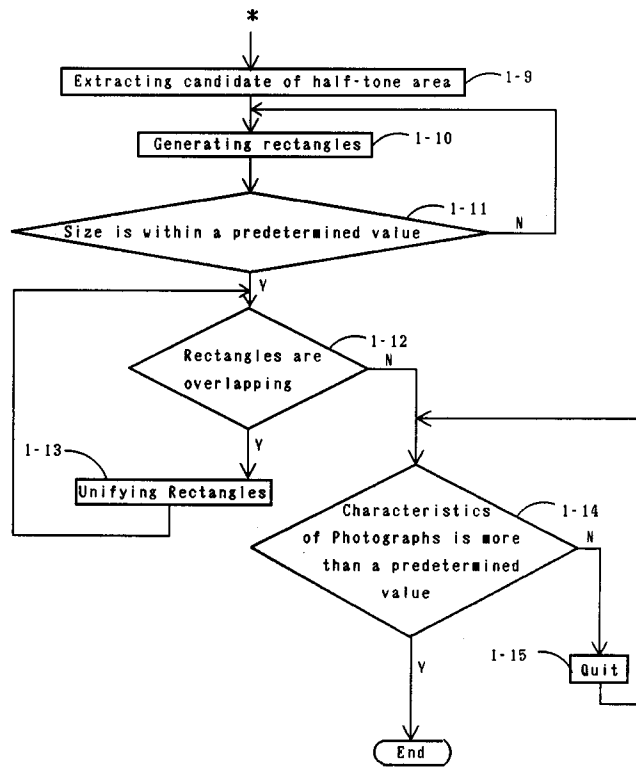 *
Extracting candidate of half-tone area
1-9
Generating rectangles
1-10
1-11
Size is within a predetermined value
N
Y
1-12
Rectangles are
overlapping
N
Y
1-13
Unifying Rectangles
1-14
Characteristics
of Photographs is more
than a predetermined
value
N
Y
1-15
Quit
End